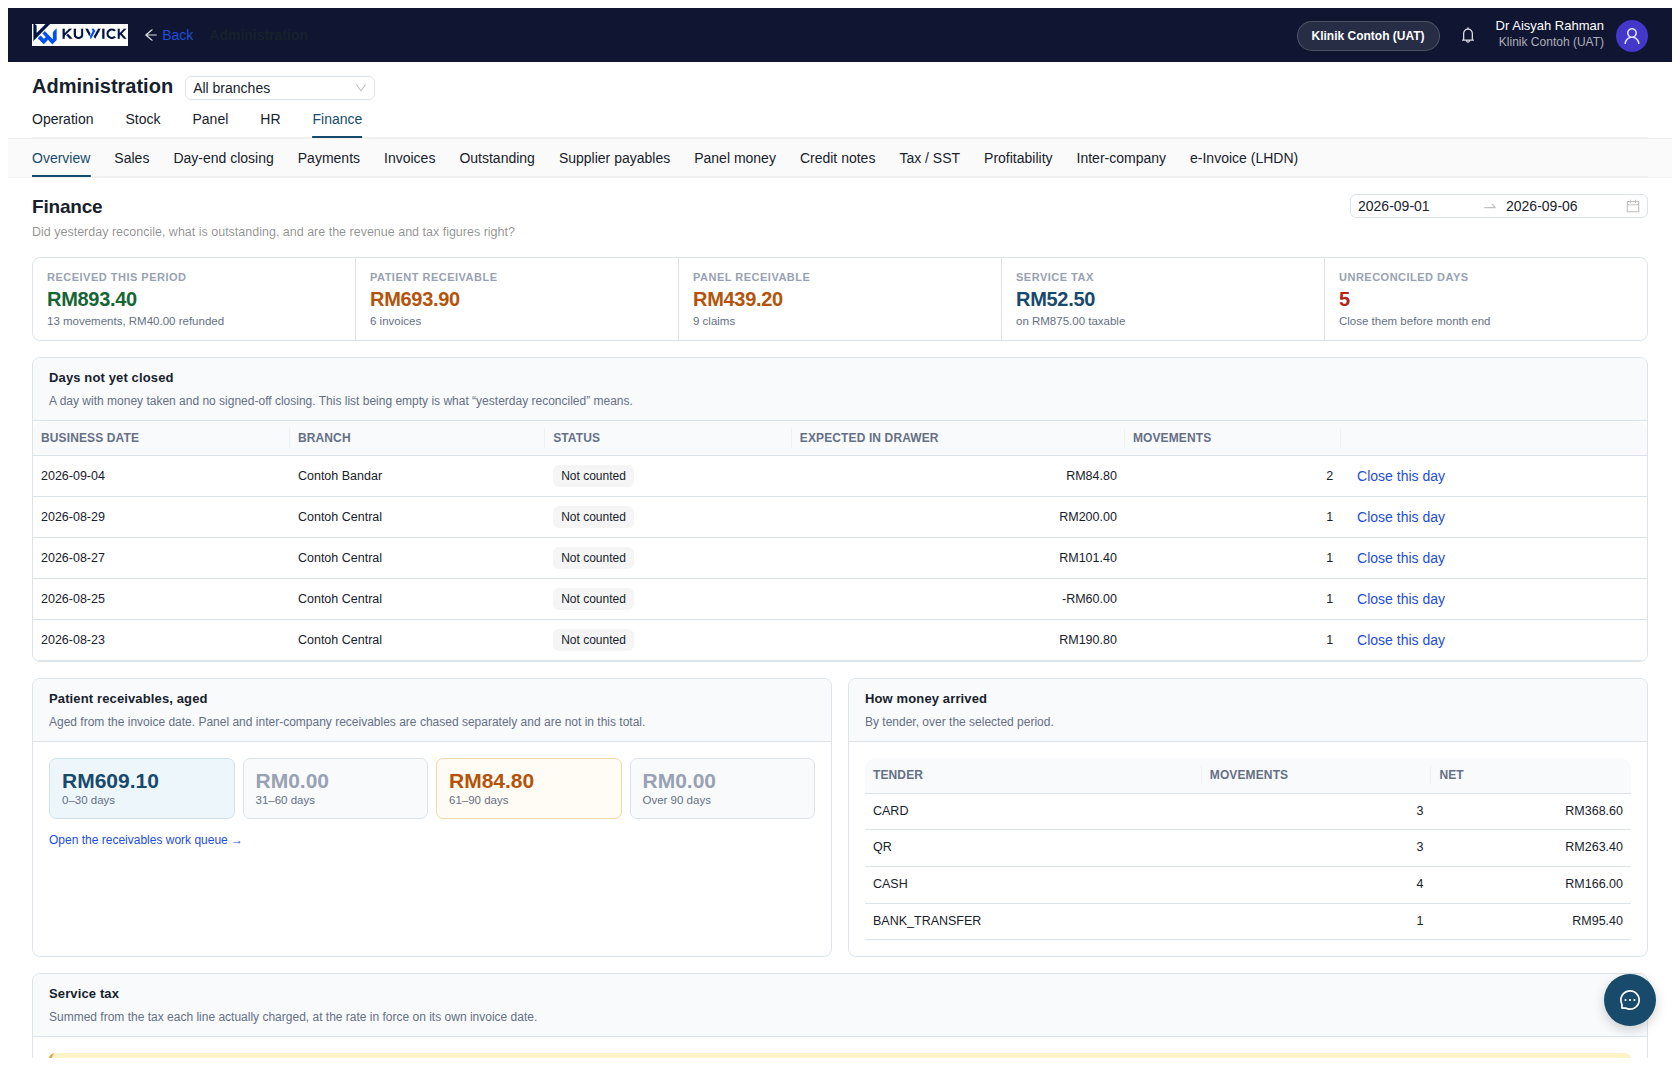 KUWICK
Back Administration
Klinik Contoh (UAT)
Dr Aisyah Rahman
Klinik Contoh (UAT)
Administration
All branches
Operation Stock Panel HR Finance
Overview Sales Day-end closing Payments Invoices Outstanding Supplier payables Panel money Credit notes Tax / SST Profitability Inter-company e-Invoice (LHDN)
Finance
2026-09-01 2026-09-06
Did yesterday reconcile, what is outstanding, and are the revenue and tax figures right?
RECEIVED THIS PERIOD
RM893.40
13 movements, RM40.00 refunded
PATIENT RECEIVABLE
RM693.90
6 invoices
PANEL RECEIVABLE
RM439.20
9 claims
SERVICE TAX
RM52.50
on RM875.00 taxable
UNRECONCILED DAYS
5
Close them before month end
Days not yet closed
A day with money taken and no signed-off closing. This list being empty is what “yesterday reconciled” means.
BUSINESS DATE BRANCH STATUS EXPECTED IN DRAWER MOVEMENTS
2026-09-04 Contoh Bandar Not counted RM84.80 2 Close this day
2026-08-29 Contoh Central Not counted RM200.00 1 Close this day
2026-08-27 Contoh Central Not counted RM101.40 1 Close this day
2026-08-25 Contoh Central Not counted -RM60.00 1 Close this day
2026-08-23 Contoh Central Not counted RM190.80 1 Close this day
Patient receivables, aged
Aged from the invoice date. Panel and inter-company receivables are chased separately and are not in this total.
RM609.10
0–30 days
RM0.00
31–60 days
RM84.80
61–90 days
RM0.00
Over 90 days
Open the receivables work queue →
How money arrived
By tender, over the selected period.
TENDER MOVEMENTS NET
CARD 3 RM368.60
QR 3 RM263.40
CASH 4 RM166.00
BANK_TRANSFER 1 RM95.40
Service tax
Summed from the tax each line actually charged, at the rate in force on its own invoice date.